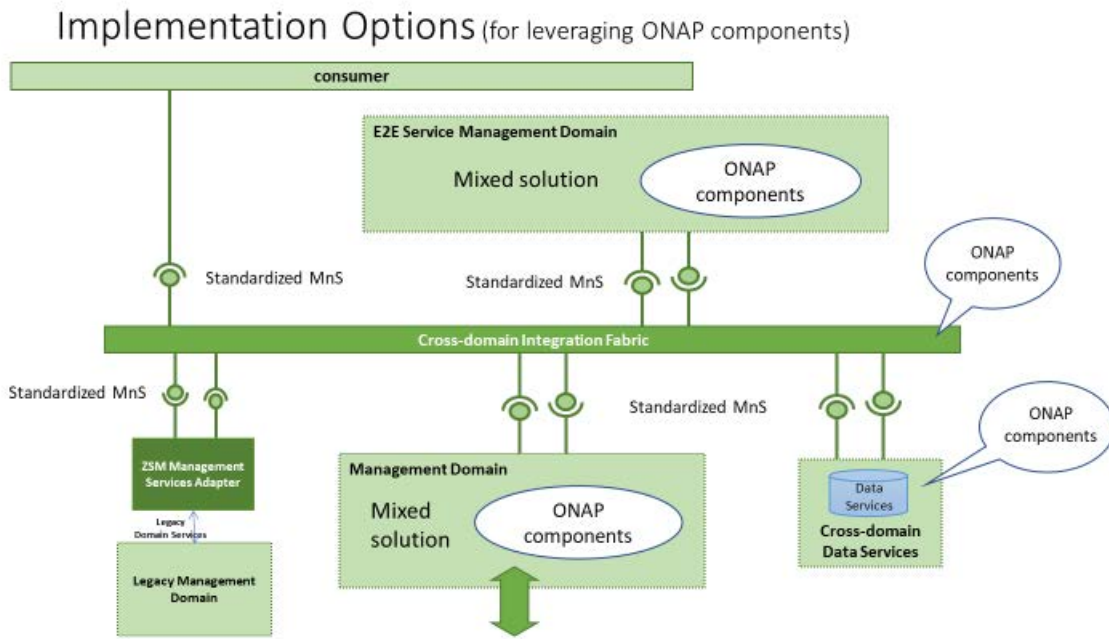 Implementation Options (for leveraging ONAP components)
consumer
E2E Service Management Domain
Mixed solution
ONAP
components
ONAP
components
Standardized MnS
Standardized MnS
Cross-domain Integration Fabric
Standardized MnS
Standardized MnS
ONAP
components
ZSM Management
Services Adapter
Legacy
Domain Services
Legacy Management
Domain
Management Domain
Mixed
solution
ONAP
components
Data
Services
Cross-domain
Data Services